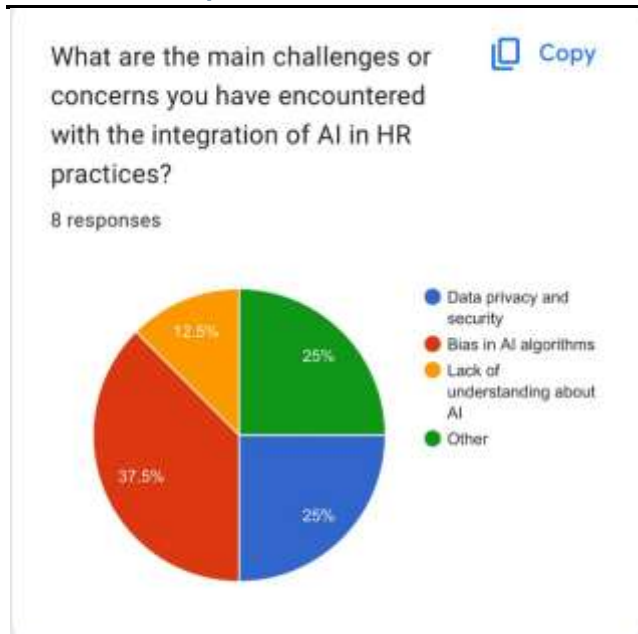 What are the main challenges or
Copy
concerns you have encountered
with the integration of AI in HR
practices?
8 responses
12.5%
25%
37.5%
25%
Data privacy and
security
Bias in AI algorithms
Lack of
understanding about
AI
Other